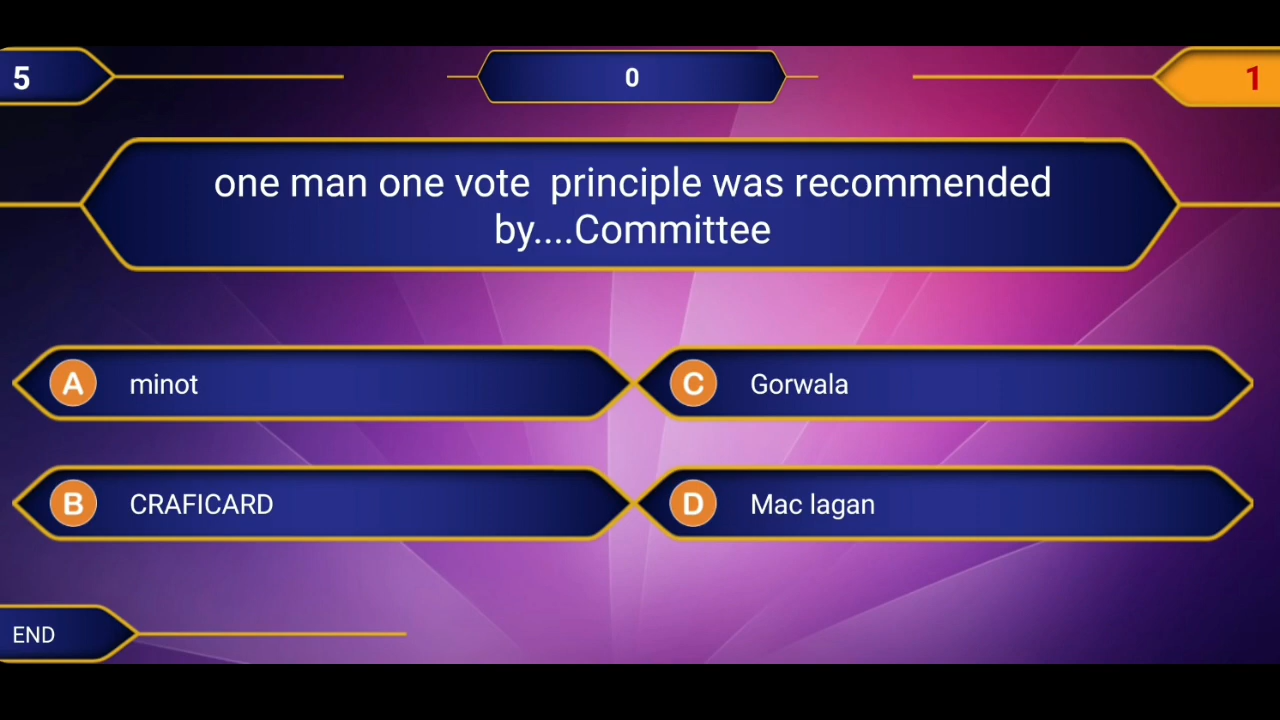 5
0
1
one man one vote  principle was recommended
by....Committee
A minot
C Gorwala
B CRAFICARD
D Mac lagan
END